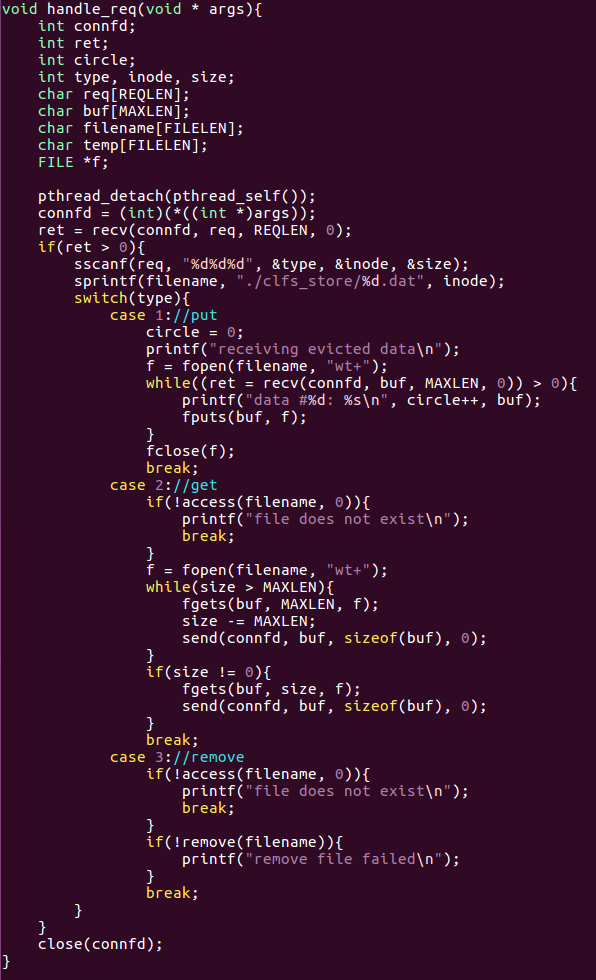 void handle_req(void * args){
    int connfd;
    int ret;
    int circle;
    int type, inode, size;
    char req[REQLEN];
    char buf[MAXLEN];
    char filename[FILELEN];
    char temp[FILELEN];
    FILE *f;

    pthread_detach(pthread_self());
    connfd = (int)(*((int *)args));
    ret = recv(connfd, req, REQLEN, 0);
    if(ret > 0){
        sscanf(req, "%d%d%d", &type, &inode, &size);
        sprintf(filename, "./clfs_store/%d.dat", inode);
        switch(type){
            case 1://put
                circle = 0;
                printf("receiving evicted data\n");
                f = fopen(filename, "wt+");
                while((ret = recv(connfd, buf, MAXLEN, 0)) > 0){
                    printf("data #%d: %s\n", circle++, buf);
                    fputs(buf, f);
                }
                fclose(f);
                break;
            case 2://get
                if(!access(filename, 0)){
                    printf("file does not exist\n");
                    break;
                }
                f = fopen(filename, "wt+");
                while(size > MAXLEN){
                    fgets(buf, MAXLEN, f);
                    size -= MAXLEN;
                    send(connfd, buf, sizeof(buf), 0);
                }
                if(size != 0){
                    fgets(buf, size, f);
                    send(connfd, buf, sizeof(buf), 0);
                }
                break;
            case 3://remove
                if(!access(filename, 0)){
                    printf("file does not exist\n");
                    break;
                }
                if(!remove(filename)){
                    printf("remove file failed\n");
                }
                break;
        }
    }
    close(connfd);
}